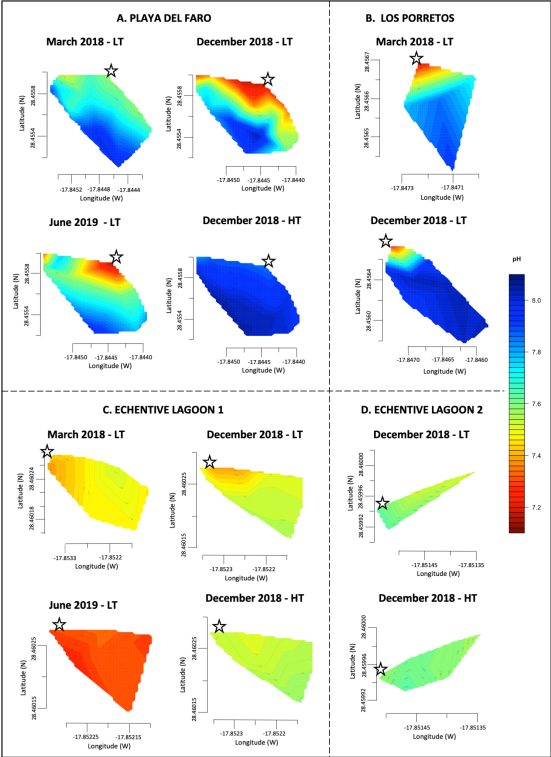 A. PLAYA DEL FARO
March 2018 - LT
December 2018 - LT
Latitude (N)
28.4558
28.4554
-17.8452
-17.8448
-17.8444
Longitude (W)
Latitude (N)
28.4558
28.4554
-17.8450
-17.8445
-17.8440
Longitude (W)
June 2019 - LT
December 2018 - HT
Latitude (N)
28.4558
28.4554
-17.8450
-17.8445
-17.8440
Longitude (W)
Latitude (N)
28.4558
28.4554
-17.8450
-17.8445
-17.8440
Longitude (W)
B. LOS PORRETOS
March 2018 - LT
Latitude (N)
28.4567
28.4566
28.4565
-17.8473
-17.8471
Longitude (W)
December 2018 - LT
Latitude (N)
28.4564
28.4560
-17.8470
-17.8465
-17.8460
Longitude (W)
pH
8.0
7.8
7.6
7.4
7.2
C. ECHENTIVE LAGOON 1
March 2018 - LT
December 2018 - LT
Latitude (N)
28.46024
28.46018
-17.8523
-17.8522
Longitude (W)
Latitude (N)
28.46025
28.46015
-17.8523
-17.8522
Longitude (W)
June 2019 - LT
December 2018 - HT
Latitude (N)
28.46025
28.46015
-17.85225
-17.85215
Longitude (W)
Latitude (N)
28.46025
28.46015
-17.8523
-17.8522
Longitude (W)
D. ECHENTIVE LAGOON 2
December 2018 - LT
Latitude (N)
28.46000
28.45996
28.45992
-17.85145
-17.85135
Longitude (W)
December 2018 - HT
Latitude (N)
28.46000
28.45996
28.45992
-17.85145
-17.85135
Longitude (W)